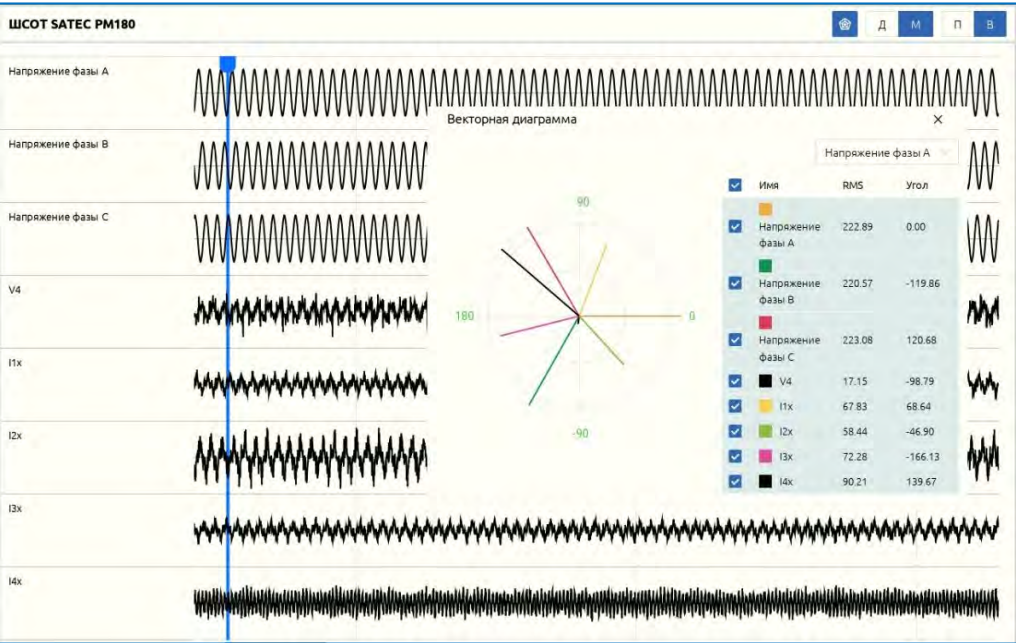 ШСОТ SATEC PM180
Д М П В
Напряжение фазы А
Напряжение фазы В
Напряжение фазы С
V4
I1x
I2x
I3x
I4x
Векторная диаграмма
Напряжение фазы А
90
180
0
-90
Имя RMS Угол
Напряжение фазы А 222.89 0.00
Напряжение фазы В 220.57 -119.86
Напряжение фазы С 223.08 120.68
V4 17.15 -98.79
I1x 67.83 68.64
I2x 58.44 -46.90
I3x 72.28 -166.13
I4x 90.21 139.67